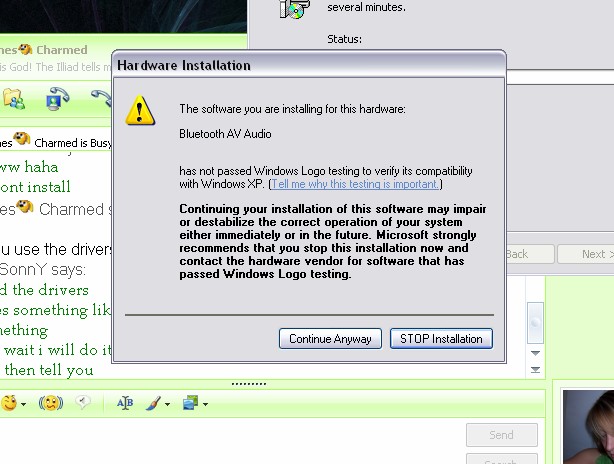 several minutes.
Status:
Charmed
is God! The Illiad tells m
Charmed is Busy
ww haha
ont install
es Charmed s
u use the drivers
SonnY says:
d the drivers
es something lik
mething
wait i will do it
then tell you
Hardware Installation
The software you are installing for this hardware:
Bluetooth AV Audio
has not passed Windows Logo testing to verify its compatibility
with Windows XP. (Tell me why this testing is important.)
Continuing your installation of this software may impair
or destabilize the correct operation of your system
either immediately or in the future. Microsoft strongly
recommends that you stop this installation now and
contact the hardware vendor for software that has
passed Windows Logo testing.
Continue Anyway
STOP Installation
Back
Next >
Send
Search